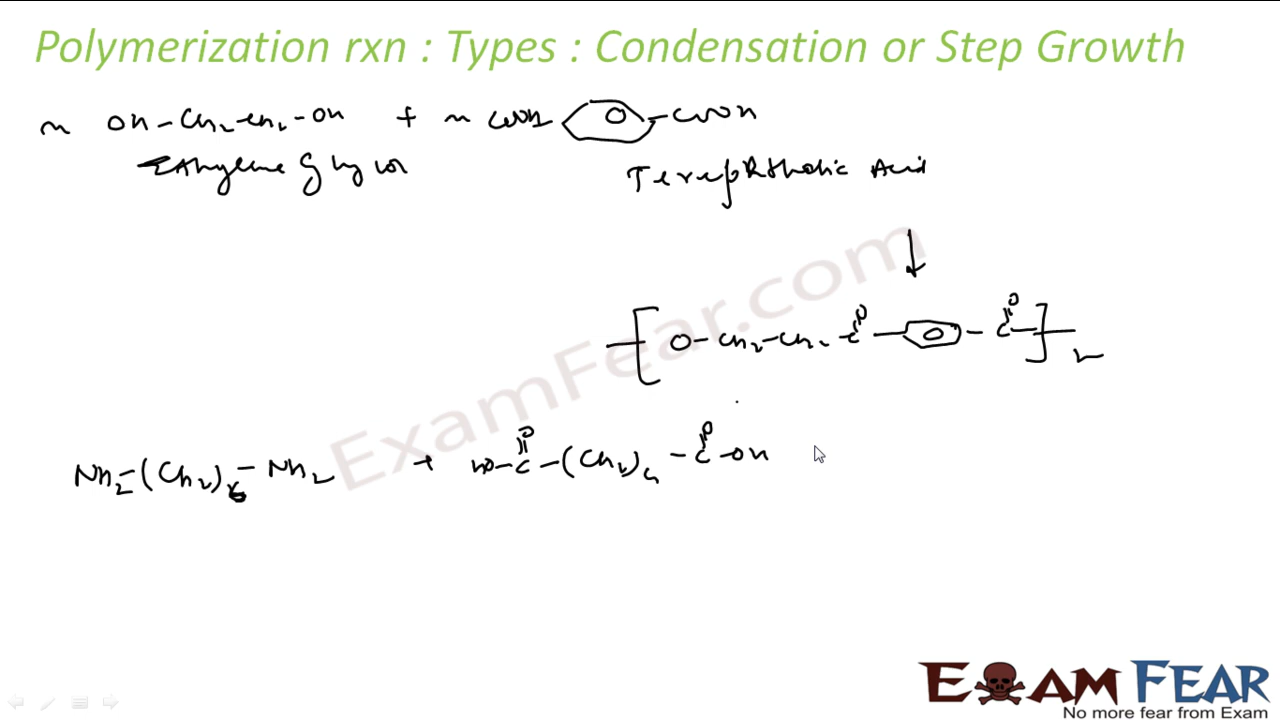 Polymerization rxn : Types : Condensation or Step Growth
n OH-CH2-CH2-OH + n COOH - COOH
Ethylene Glycol Terephthalic Acid
ExamFear.com
[ O-CH2-CH2-C O - - C O ] n
NH2-(CH2)6-NH2 + HO-C O -(CH2)4-C O -OH
EXAM FEAR
No more fear from Exam